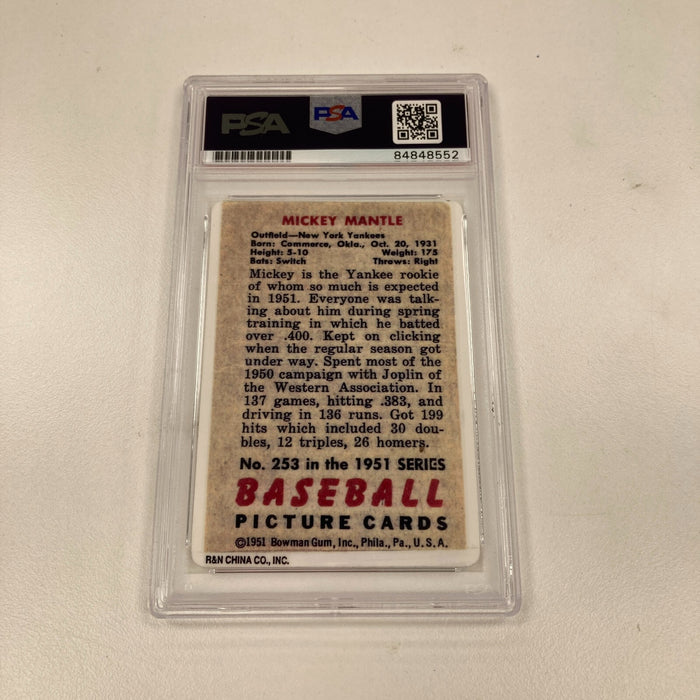 PSA PSA
84848552
MICKEY MANTLE
Outfield—New York Yankees
Born: Commerce, Okla., Oct. 20, 1931
Height: 5-10 Weight: 175
Bats: Switch Throws: Right
Mickey is the Yankee rookie
of whom so much is expected
in 1951. Everyone was talk-
ing about him during spring
training in which he batted
over .400. Kept on clicking
when the regular season got
under way. Spent most of the
1950 campaign with Joplin of
the Western Association. In
137 games, hitting .383, and
driving in 136 runs. Got 199
hits which included 30 dou-
bles, 12 triples, 26 homers.
No. 253 in the 1951 SERIES
BASEBALL
PICTURE CARDS
©1951 Bowman Gum, Inc., Phila., Pa., U.S.A.
R&N CHINA CO., INC.